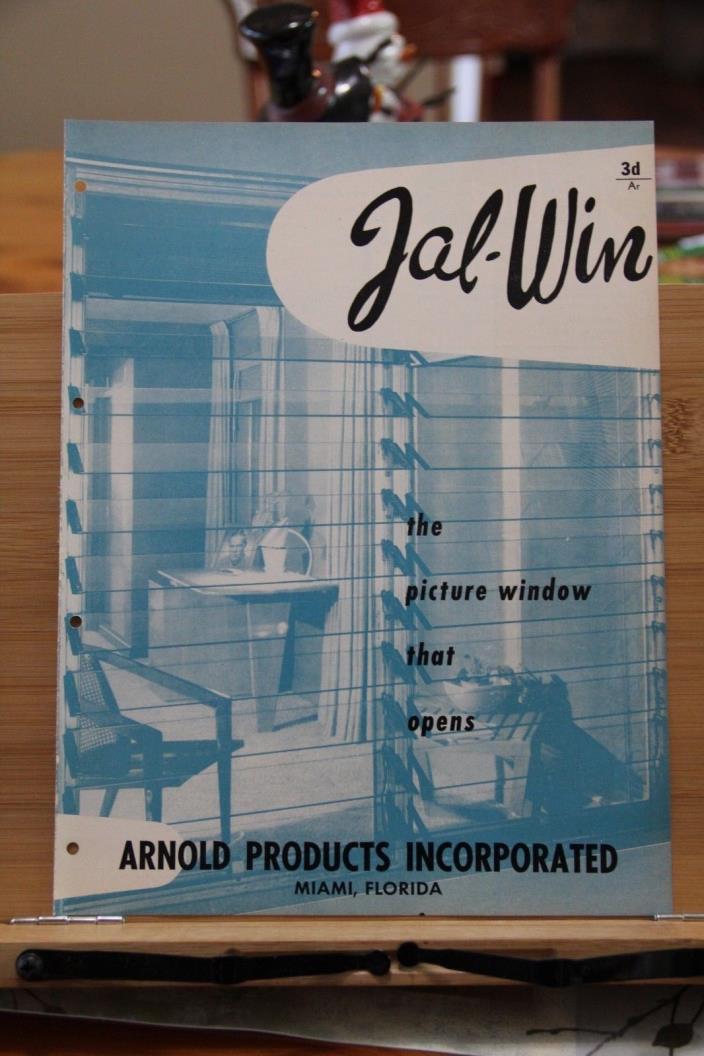 3d
Ar
Jal-Win
the
picture window
that
opens
ARNOLD PRODUCTS INCORPORATED
MIAMI, FLORIDA